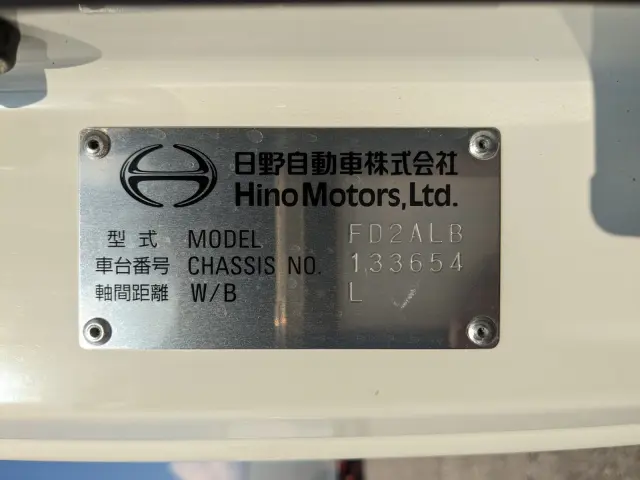 日野自動車株式会社
Hino Motors, Ltd.
型式 MODEL FD2ALB
車台番号 CHASSIS NO. 133654
軸間距離 W/B L